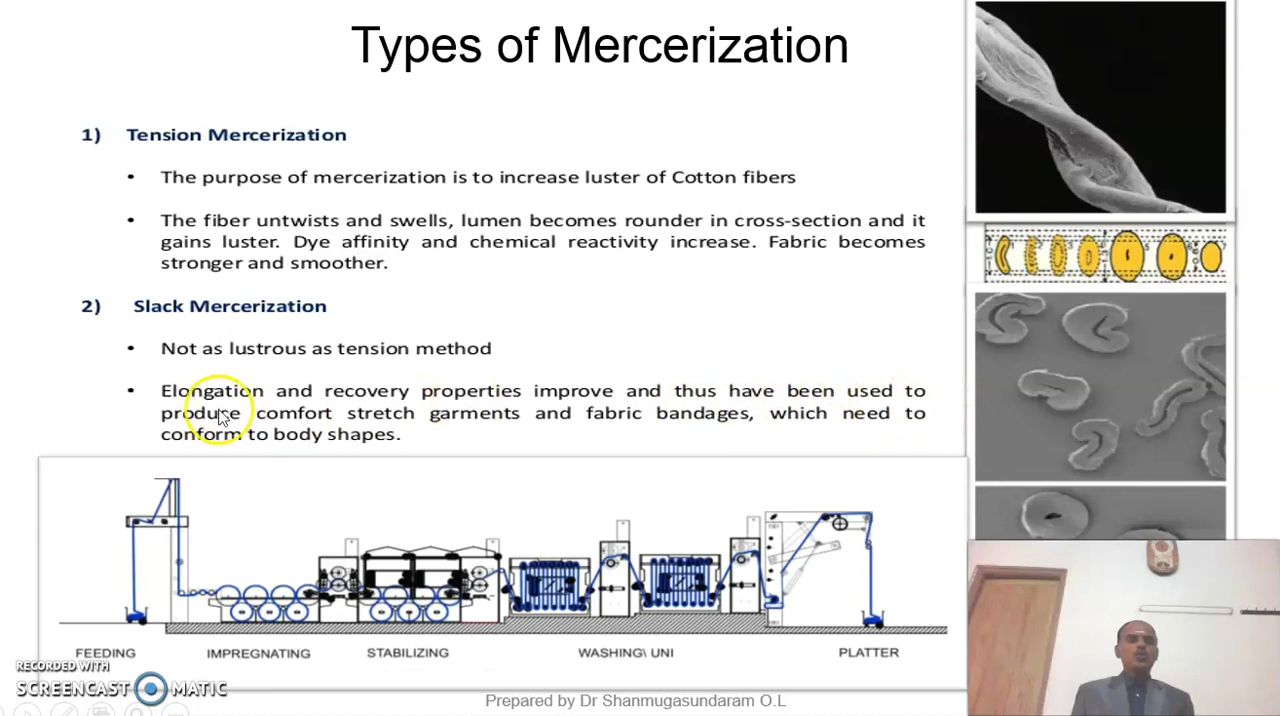 Types of Mercerization
1) Tension Mercerization
• The purpose of mercerization is to increase luster of Cotton fibers
• The fiber untwists and swells, lumen becomes rounder in cross-section and it
gains luster. Dye affinity and chemical reactivity increase. Fabric becomes
stronger and smoother.
2) Slack Mercerization
• Not as lustrous as tension method
• Elongation and recovery properties improve and thus have been used to
produce comfort stretch garments and fabric bandages, which need to
conform to body shapes.
FEEDING IMPREGNATING STABILIZING WASHING\ UNI PLATTER
RECORDED WITH
SCREENCAST MATIC
Prepared by Dr Shanmugasundaram O.L